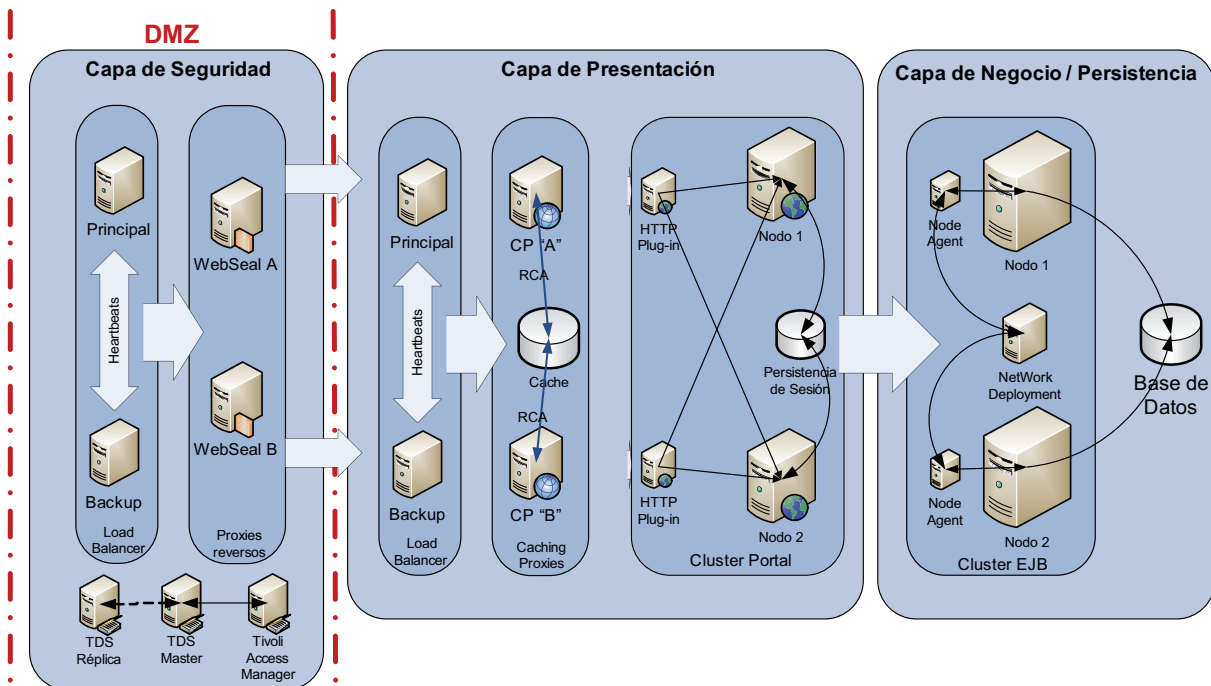 DMZ
Capa de Seguridad
Principal
Heartbeats
Backup
Load
Balancer
WebSeal A
WebSeal B
Proxies
reversos
TDS
Réplica
TDS
Master
Tivoli
Access
Manager
Capa de Presentación
Principal
Heartbeats
Backup
Load
Balancer
CP “A”
RCA
Cache
RCA
CP “B”
Caching
Proxies
HTTP
Plug-in
Nodo 1
Persistencia
de Sesión
HTTP
Plug-in
Nodo 2
Cluster Portal
Capa de Negocio / Persistencia
Node
Agent
Nodo 1
NetWork
Deployment
Node
Agent
Nodo 2
Cluster EJB
Base de
Datos